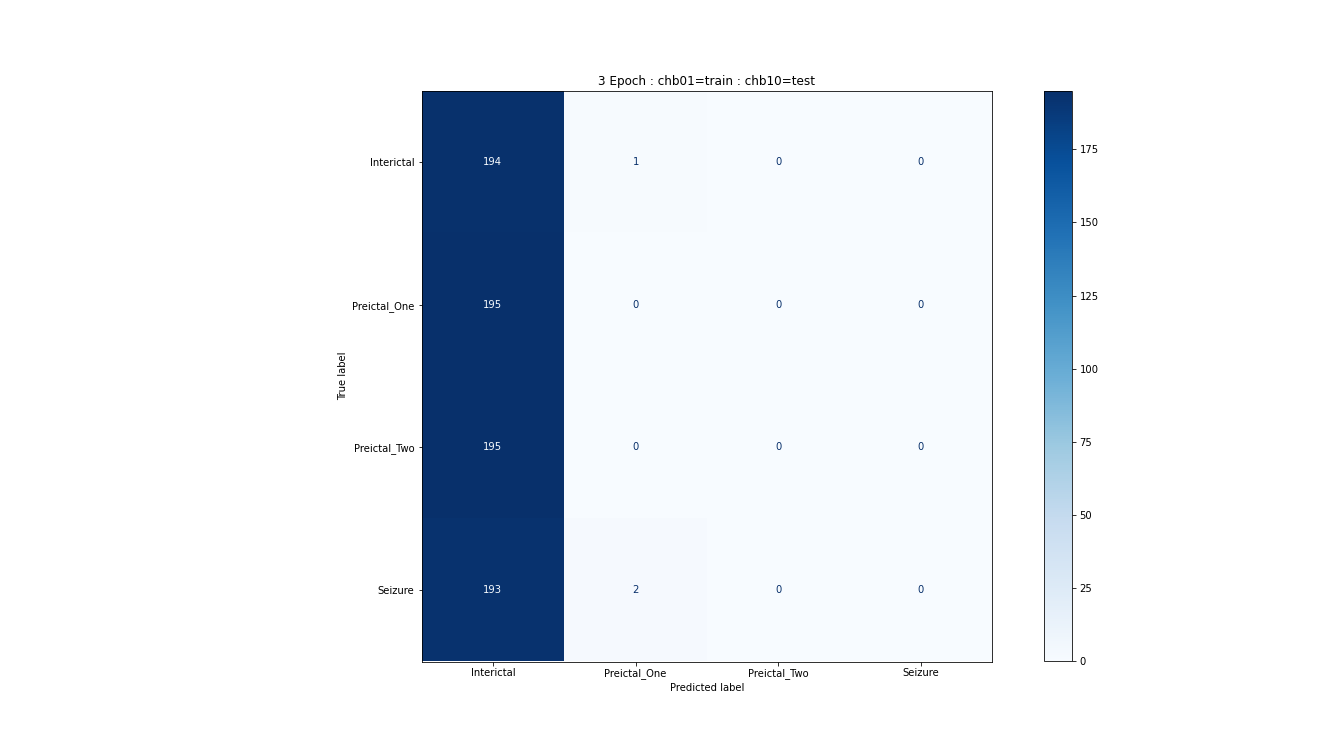 3 Epoch : chb01=train : chb10=test
Interictal 194 1 0 0
Preictal_One 195 0 0 0
Preictal_Two 195 0 0 0
Seizure 193 2 0 0
True label
Interictal Preictal_One Preictal_Two Seizure
Predicted label
175
150
125
100
75
50
25
0